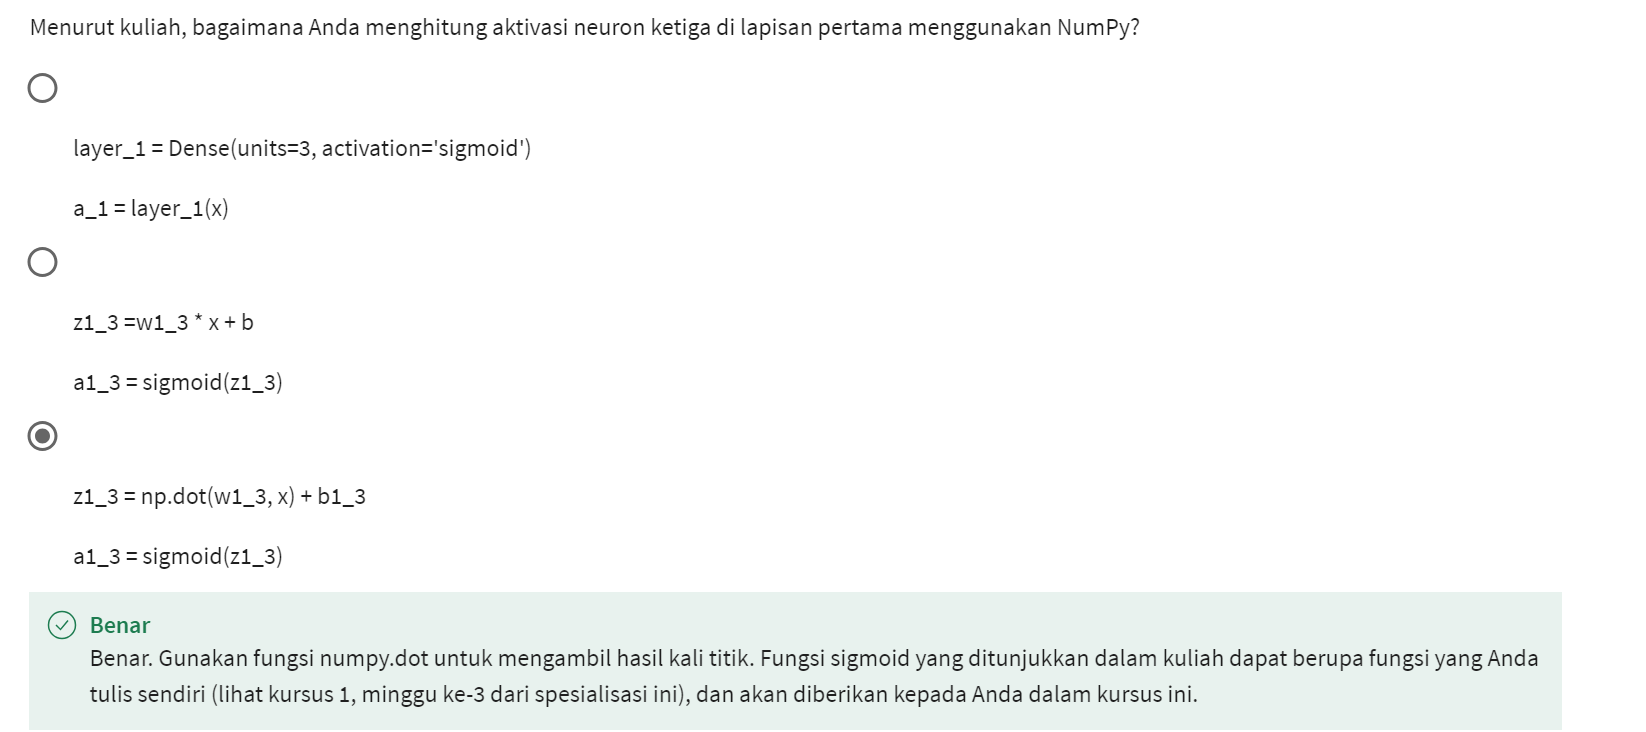 Menurut kuliah, bagaimana Anda menghitung aktivasi neuron ketiga di lapisan pertama menggunakan NumPy?
layer_1 = Dense(units=3, activation='sigmoid')
a_1 = layer_1(x)
z1_3 =w1_3 * x + b
a1_3 = sigmoid(z1_3)
z1_3 = np.dot(w1_3, x) + b1_3
a1_3 = sigmoid(z1_3)
Benar
Benar. Gunakan fungsi numpy.dot untuk mengambil hasil kali titik. Fungsi sigmoid yang ditunjukkan dalam kuliah dapat berupa fungsi yang Anda
tulis sendiri (lihat kursus 1, minggu ke-3 dari spesialisasi ini), dan akan diberikan kepada Anda dalam kursus ini.